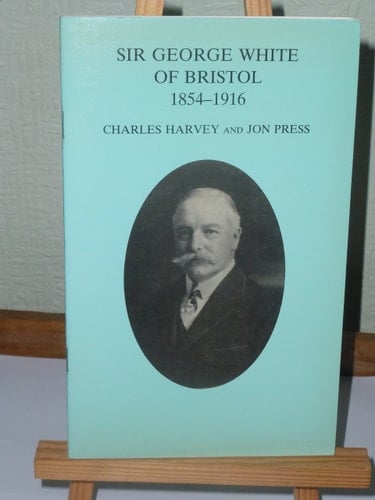 SIR GEORGE WHITE
OF BRISTOL
1854–1916
CHARLES HARVEY AND JON PRESS